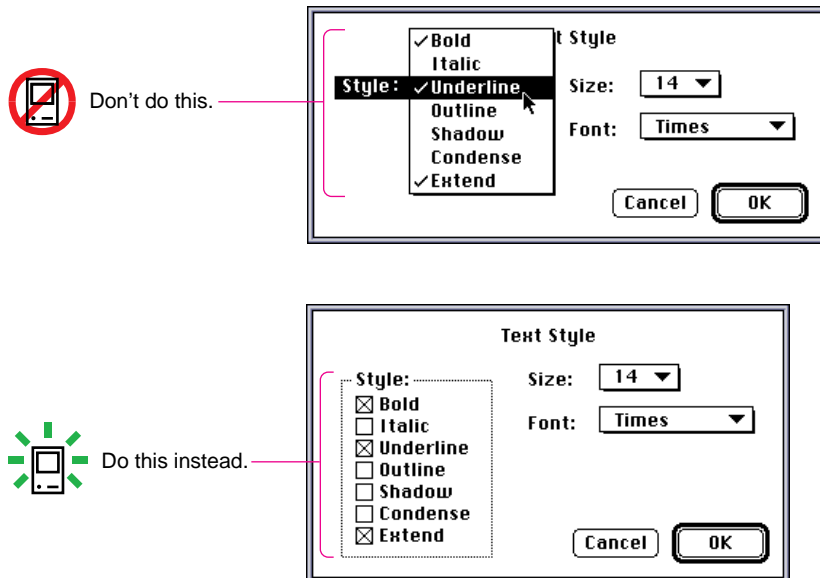 Don't do this.
✓Bold
Italic
Style: ✓Underline
Outline
Shadow
Condense
✓Extend
t Style
Size: 14
Font: Times
Cancel OK
Do this instead.
Text Style
Style:
Bold
Italic
Underline
Outline
Shadow
Condense
Extend
Size: 14
Font: Times
Cancel OK